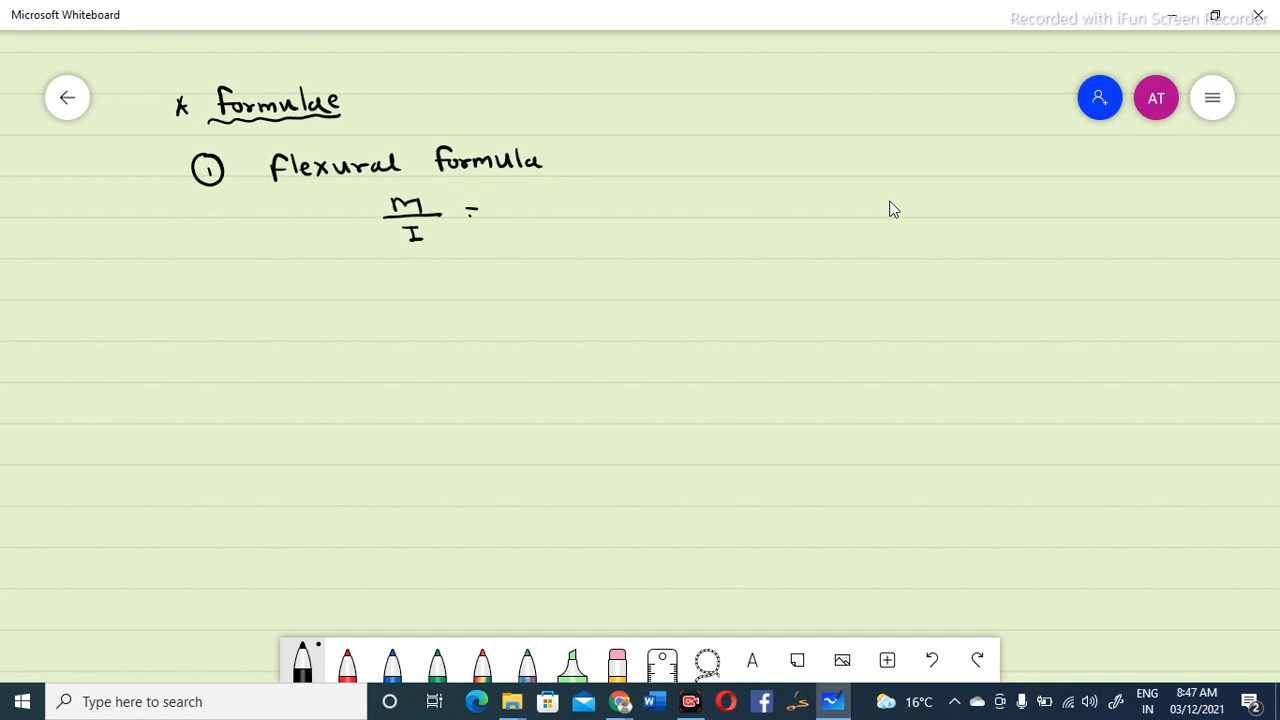 Microsoft Whiteboard
Recorded with iFun Screen Recorder
* Formulae
AT
① Flexural Formula
M/I =
A
Type here to search
16°C
ENG
IN
8:47 AM
03/12/2021
2